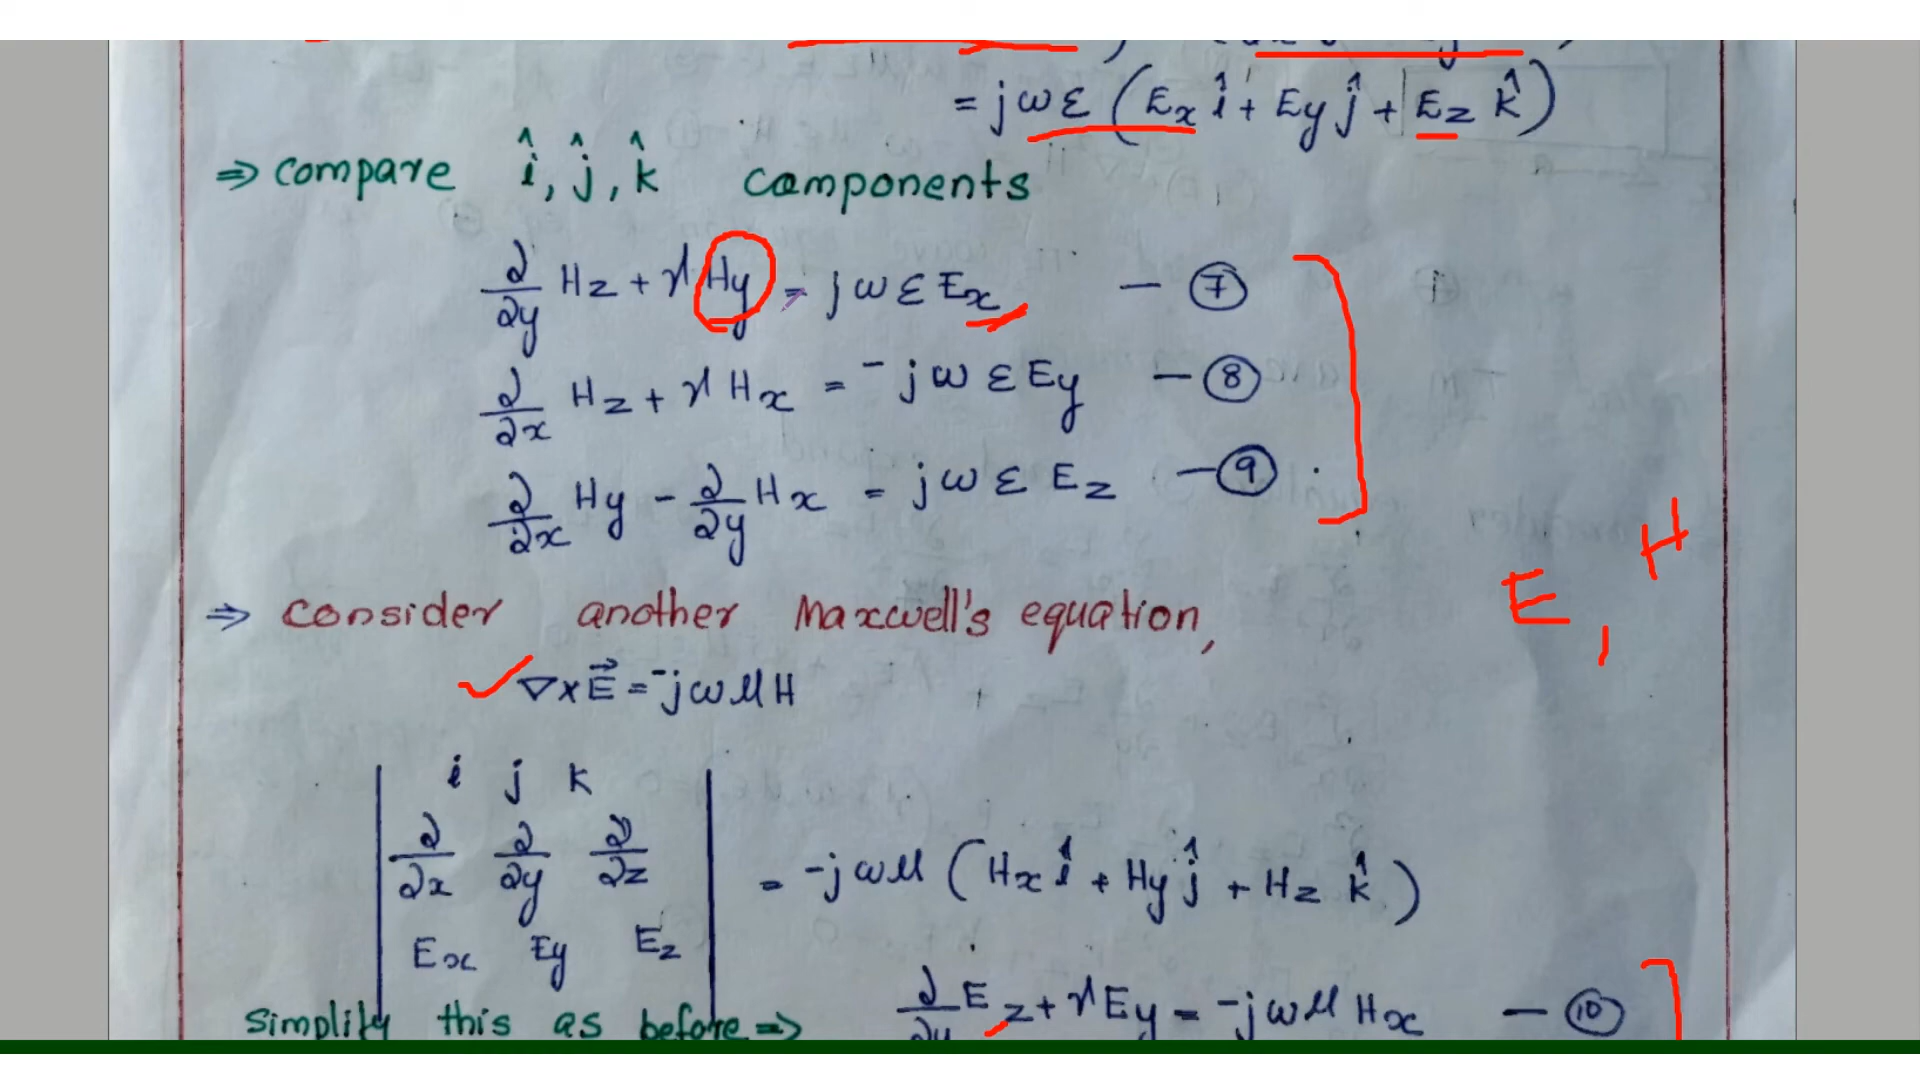 = jωε (Ex î + Ey ĵ + Ez k̂)
⇒ compare î, ĵ, k̂ components
∂/∂y Hz + γ Hy = jωε Ex — ⑦
∂/∂x Hz + γ Hx = -jωε Ey — ⑧
∂/∂x Hy - ∂/∂y Hx = jωε Ez — ⑨
E, H
⇒ consider another Maxwell's equation,
∇×E⃗ = -jωμH
i j k
∂/∂x ∂/∂y ∂/∂z = -jωμ (Hx î + Hy ĵ + Hz k̂)
Ex Ey Ez
simplify this as before ⇒ ∂/∂y Ez + γ Ey = -jωμ Hx — ⑩